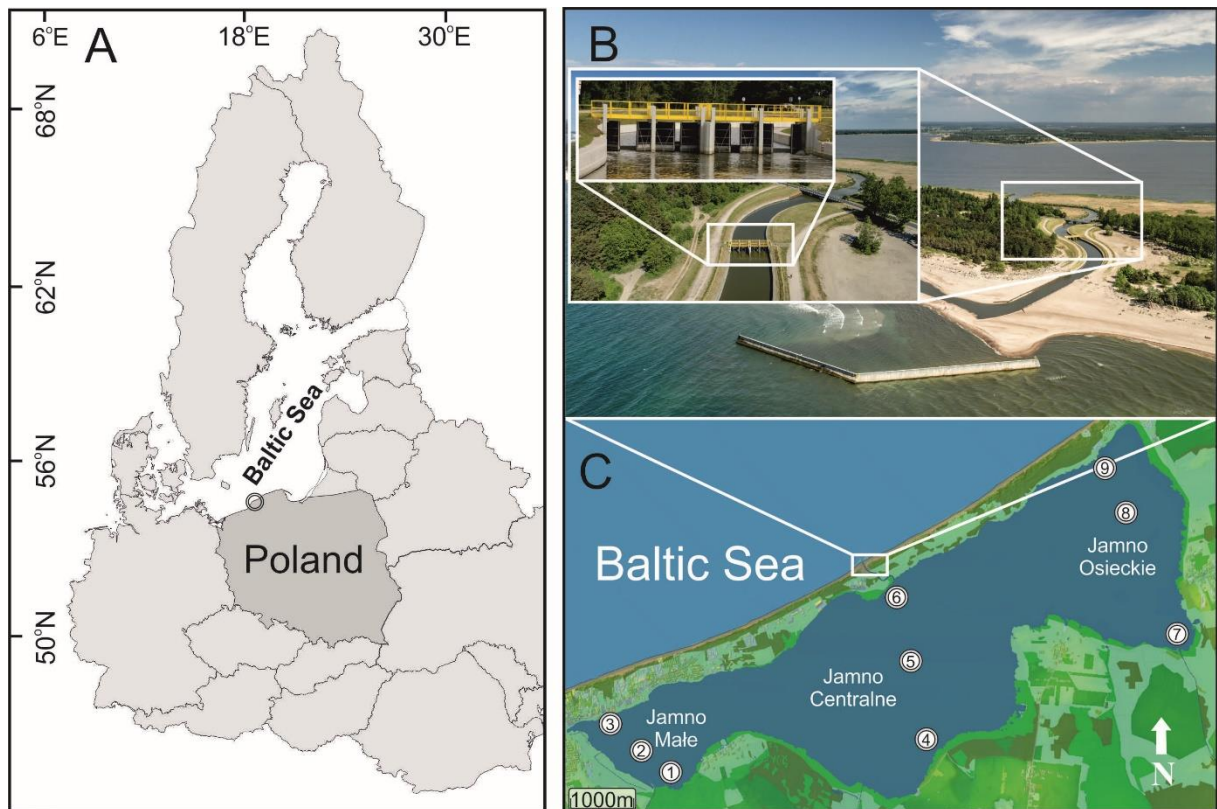 6°E
18°E
30°E
A
68°N
62°N
56°N
50°N
Baltic Sea
Poland
B
C
Baltic Sea
9
8
Jamno
Osieckie
6
7
5
Jamno
Centralne
3
Jamno
Małe
2
4
1
N
1000m